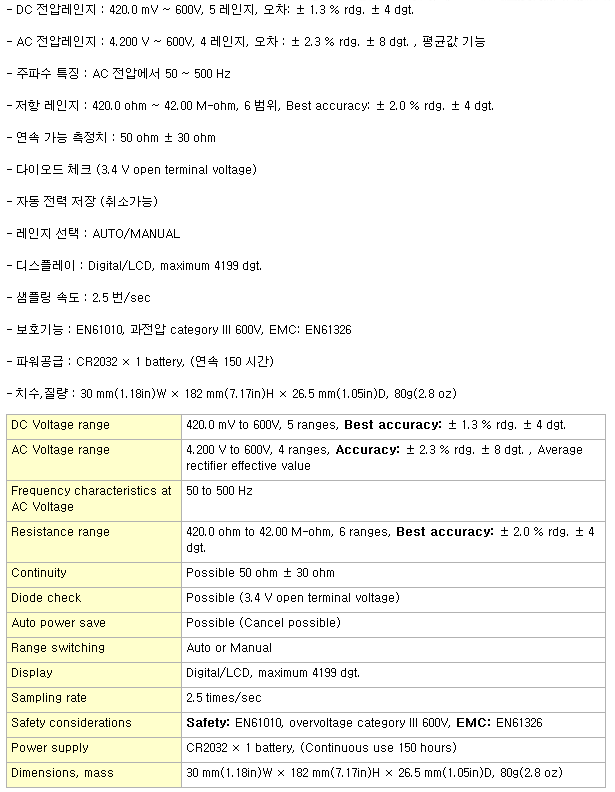 - DC 전압레인지 : 420.0 mV ~ 600V, 5 레인지, 오차: ± 1.3 % rdg. ± 4 dgt.
- AC 전압레인지 : 4.200 V ~ 600V, 4 레인지, 오차 : ± 2.3 % rdg. ± 8 dgt. , 평균값 기능
- 주파수 특징 : AC 전압에서 50 ~ 500 Hz
- 저항 레인지 : 420.0 ohm ~ 42.00 M-ohm, 6 범위, Best accuracy: ± 2.0 % rdg. ± 4 dgt.
- 연속 가능 측정치 : 50 ohm ± 30 ohm
- 다이오드 체크 (3.4 V open terminal voltage)
- 자동 전력 저장 (취소가능)
- 레인지 선택 : AUTO/MANUAL
- 디스플레이 : Digital/LCD, maximum 4199 dgt.
- 샘플링 속도 : 2.5 번/sec
- 보호기능 : EN61010, 과전압 category III 600V, EMC: EN61326
- 파워공급 : CR2032 × 1 battery, (연속 150 시간)
- 치수,질량 : 30 mm(1.18in)W × 182 mm(7.17in)H × 26.5 mm(1.05in)D, 80g(2.8 oz)
DC Voltage range 420.0 mV to 600V, 5 ranges, Best accuracy: ± 1.3 % rdg. ± 4 dgt.
AC Voltage range 4.200 V to 600V, 4 ranges, Accuracy: ± 2.3 % rdg. ± 8 dgt. , Average
rectifier effective value
Frequency characteristics at 50 to 500 Hz
AC Voltage
Resistance range 420.0 ohm to 42.00 M-ohm, 6 ranges, Best accuracy: ± 2.0 % rdg. ± 4
dgt.
Continuity Possible 50 ohm ± 30 ohm
Diode check Possible (3.4 V open terminal voltage)
Auto power save Possible (Cancel possible)
Range switching Auto or Manual
Display Digital/LCD, maximum 4199 dgt.
Sampling rate 2.5 times/sec
Safety considerations Safety: EN61010, overvoltage category III 600V, EMC: EN61326
Power supply CR2032 × 1 battery, (Continuous use 150 hours)
Dimensions, mass 30 mm(1.18in)W × 182 mm(7.17in)H × 26.5 mm(1.05in)D, 80g(2.8 oz)